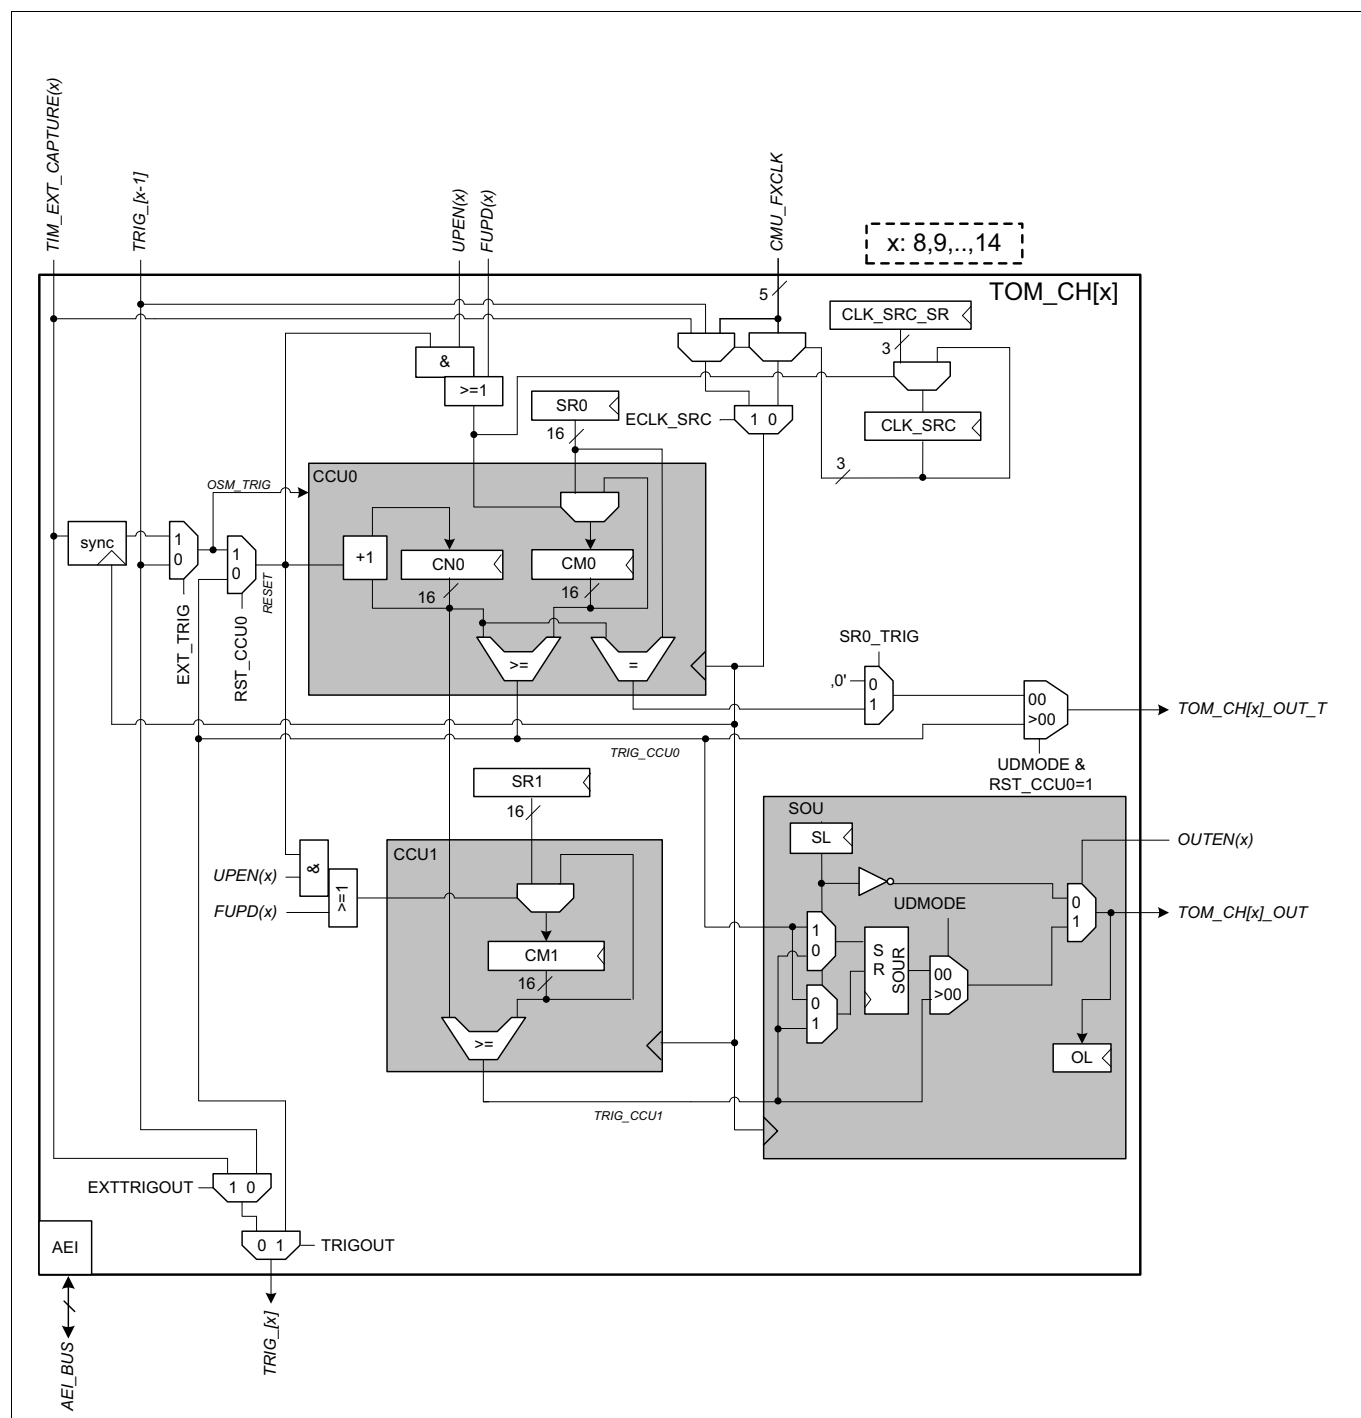 TIM_EXT_CAPTURE(x)
TRIG_[x-1]
UPEN(x)
FUPD(x)
CMU_FXCLK
x: 8,9,..,14
TOM_CH[x]
5
CLK_SRC_SR
3
&
>=1
SR0
16
ECLK_SRC
1 0
CLK_SRC
3
CCU0
OSM_TRIG
sync
1
0
1
0
+1
CN0
CM0
16
16
RESET
EXT_TRIG
RST_CCU0
>=
=
SR0_TRIG
,0'
0
1
00
>00
TOM_CH[x]_OUT_T
TRIG_CCU0
UDMODE &
RST_CCU0=1
SR1
16
SOU
SL
OUTEN(x)
CCU1
&
UPEN(x)
>=1
FUPD(x)
UDMODE
0
1
TOM_CH[x]_OUT
1
0
S
R
SOUR
00
>00
CM1
16
0
1
>=
OL
TRIG_CCU1
EXTTRIGOUT
1 0
AEI
0 1
TRIGOUT
AEI_BUS
TRIG_[x]